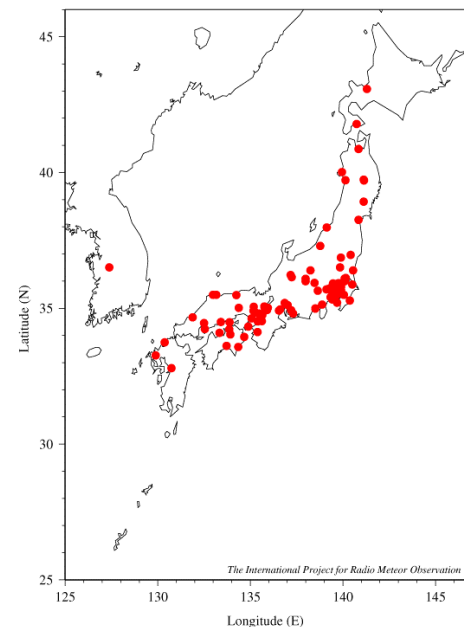 45
40
Latitude (N)
35
30
The International Project for Radio Meteor Observation
25
125 130 135 140 145
Longitude (E)